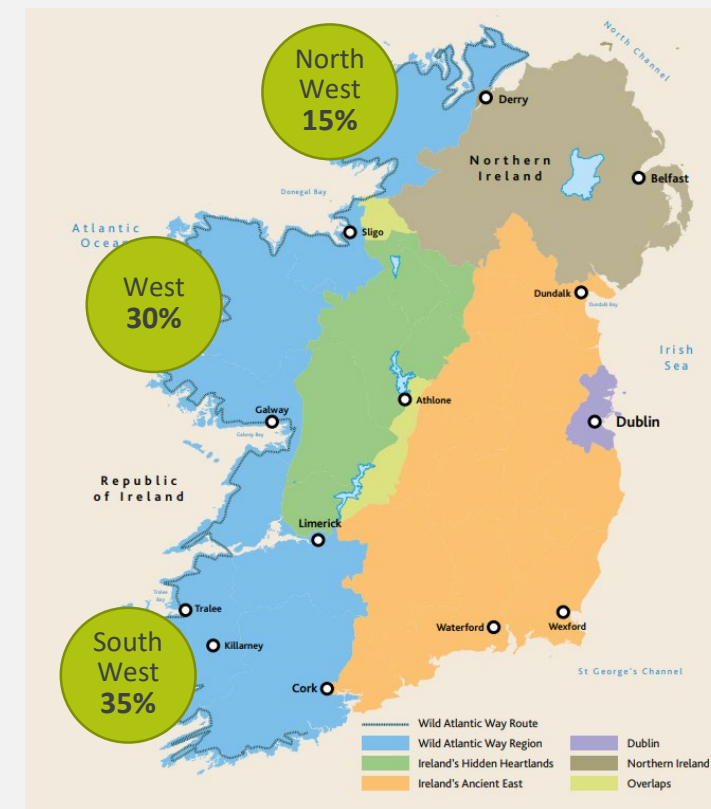 North Channel
North
West
15%
Derry
Northern
Ireland
Belfast
Donegal Bay
Atlantic
Ocean
Sligo
West
30%
Dundalk
Dundalk Bay
Irish
Sea
Athlone
Galway
Galway Bay
Dublin
Republic
of Ireland
Limerick
Tralee
Bay
Tralee
Wexford
Waterford
South
West
35%
Killarney
St George's Channel
Cork
Wild Atlantic Way Route
Wild Atlantic Way Region
Dublin
Ireland's Hidden Heartlands
Northern Ireland
Ireland's Ancient East
Overlaps